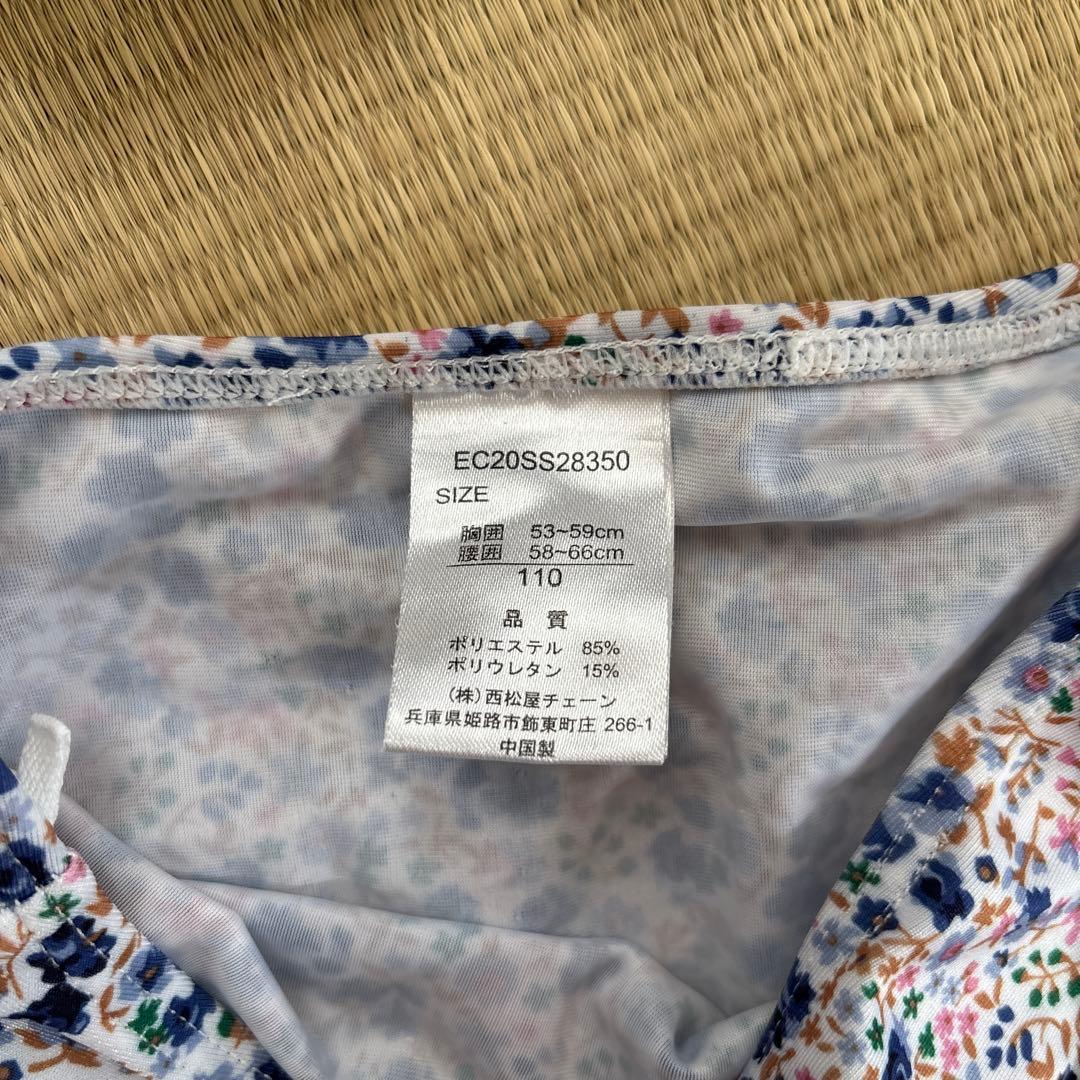 EC20SS28350
SIZE
胸囲 53~59cm
腰囲 58~66cm
110
品 質
ポリエステル 85%
ポリウレタン 15%
(株)西松屋チェーン
兵庫県姫路市飾東町庄 266-1
中国製